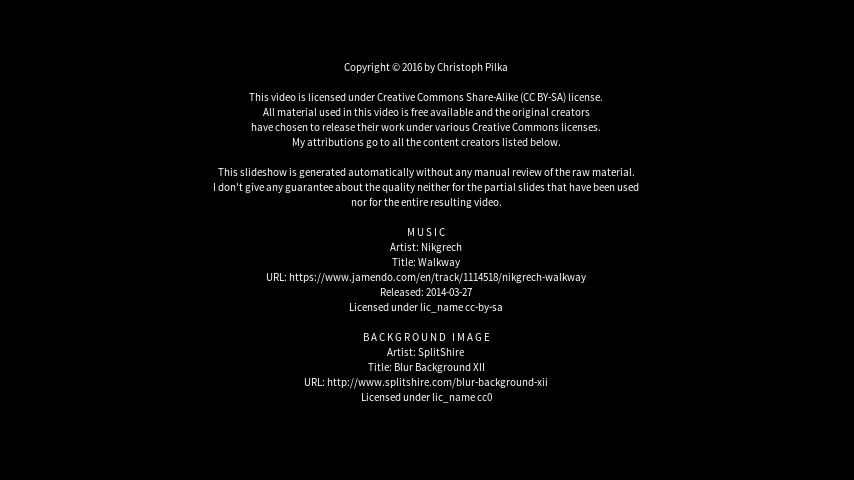 Copyright © 2016 by Christoph Pilka
This video is licensed under Creative Commons Share-Alike (CC BY-SA) license.
All material used in this video is free available and the original creators
have chosen to release their work under various Creative Commons licenses.
My attributions go to all the content creators listed below.
This slideshow is generated automatically without any manual review of the raw material.
I don't give any guarantee about the quality neither for the partial slides that have been used
nor for the entire resulting video.
MUSIC
Artist: Nikgrech
Title: Walkway
URL: https://www.jamendo.com/en/track/1114518/nikgrech-walkway
Released: 2014-03-27
Licensed under lic_name cc-by-sa
BACKGROUND IMAGE
Artist: SplitShire
Title: Blur Background XII
URL: http://www.splitshire.com/blur-background-xii
Licensed under lic_name cc0